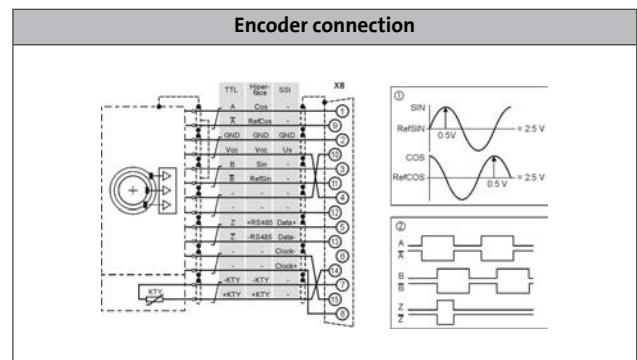 Encoder connection
TTL Hiper-face SSI X8
A Cos - 1
A̅ RefCos - 9
GND GND GND 2
Vcc Vcc Us 10
B Sin - 3
B̅ RefSin - 11
- - - 4
- - - 12
Z +RS485 Data+ 5
Z̅ -RS485 Data- 13
- - Clock- 6
- - Clock+ 14
-KTY -KTY - 7
+KTY +KTY - 15
8
KTY
①
SIN
RefSIN 0.5V = 2.5 V
COS
RefCOS 0.5 V = 2.5 V
②
A
A̅
B
B̅
Z
Z̅